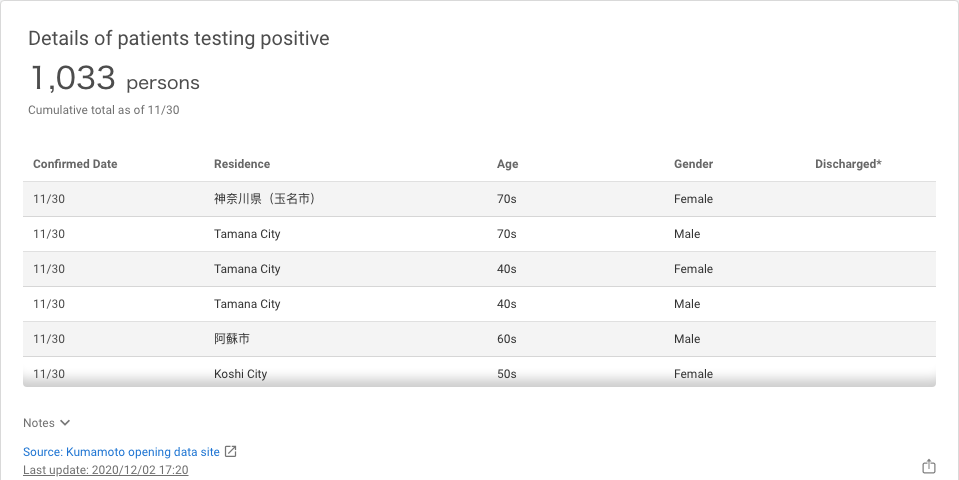 Details of patients testing positive
1,033 persons
Cumulative total as of 11/30
Confirmed Date Residence Age Gender Discharged*
11/30 神奈川県（玉名市） 70s Female
11/30 Tamana City 70s Male
11/30 Tamana City 40s Female
11/30 Tamana City 40s Male
11/30 阿蘇市 60s Male
11/30 Koshi City 50s Female
Notes
Source: Kumamoto opening data site
Last update: 2020/12/02 17:20